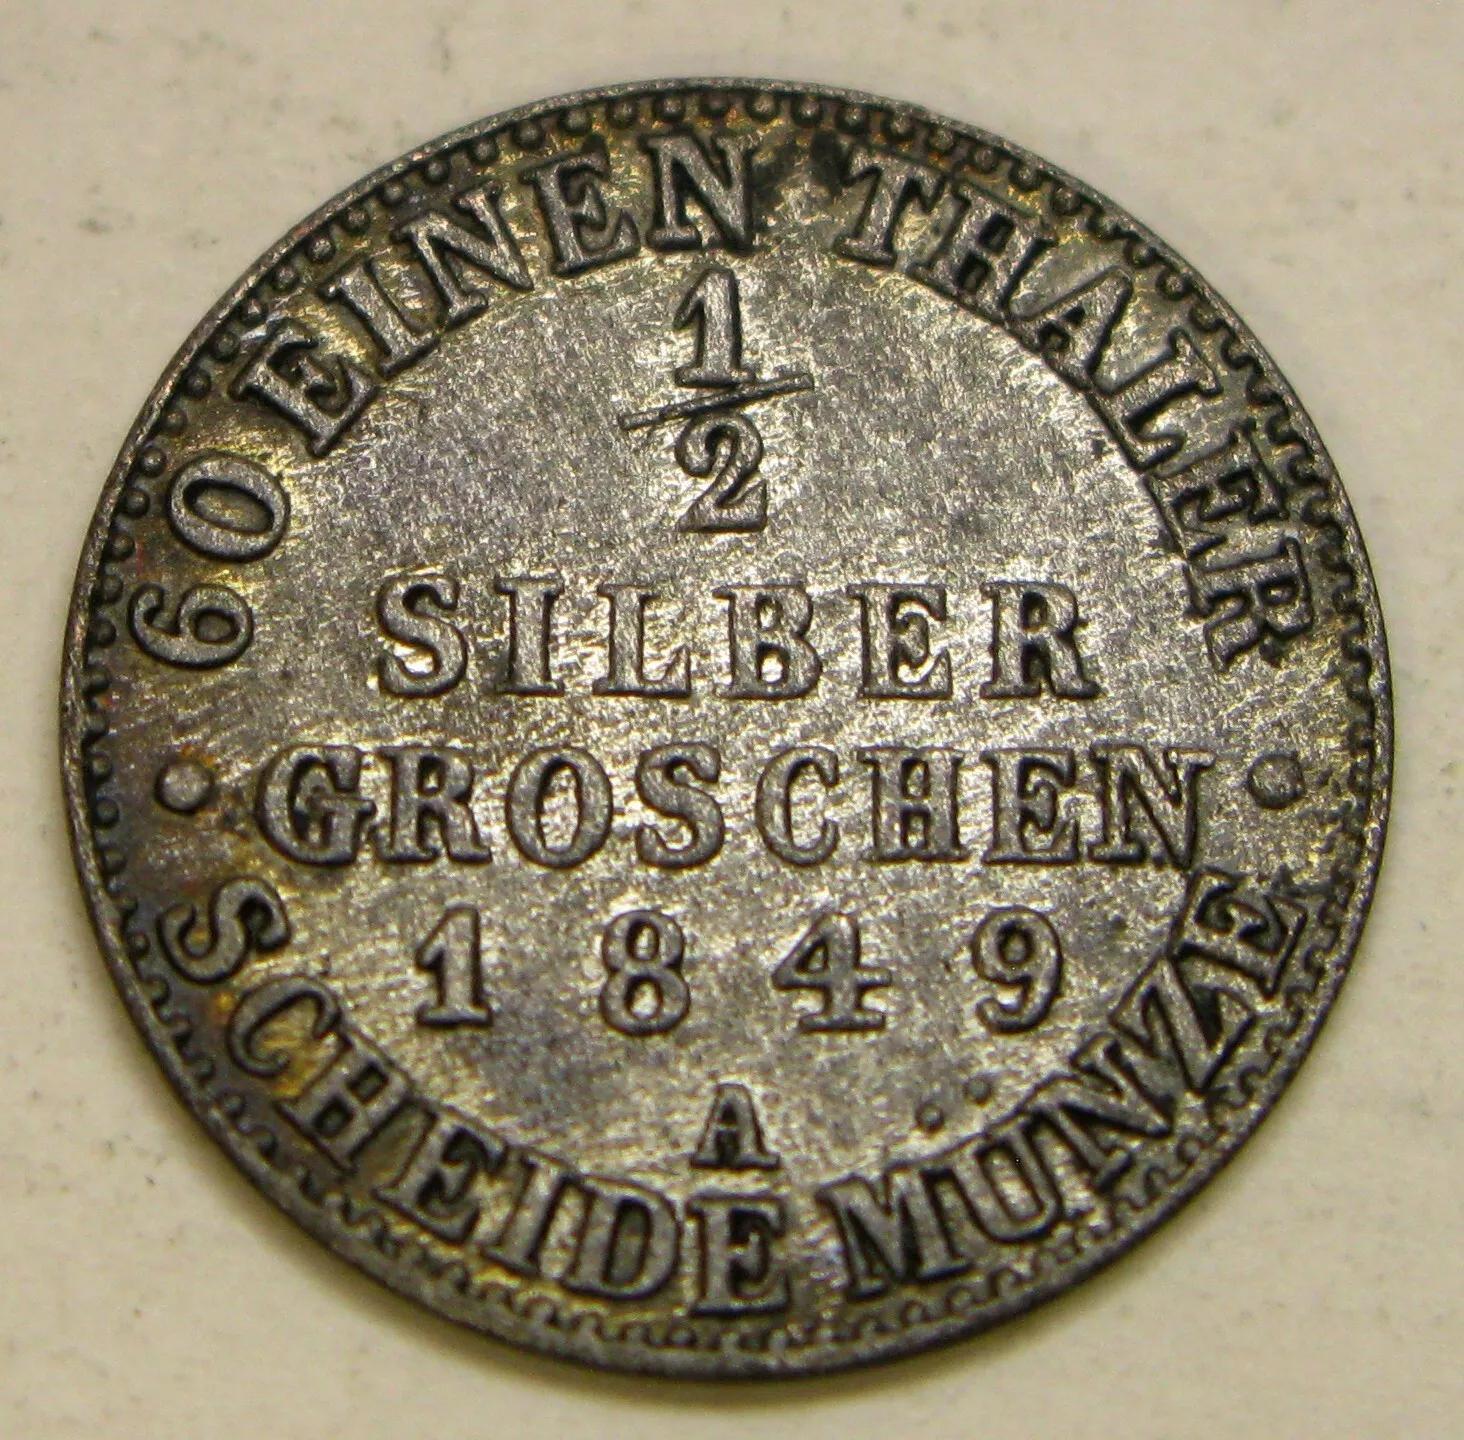 60 EINEN THALER
1/2
SILBER
GROSCHEN
1849
A
SCHEIDE MÜNZE